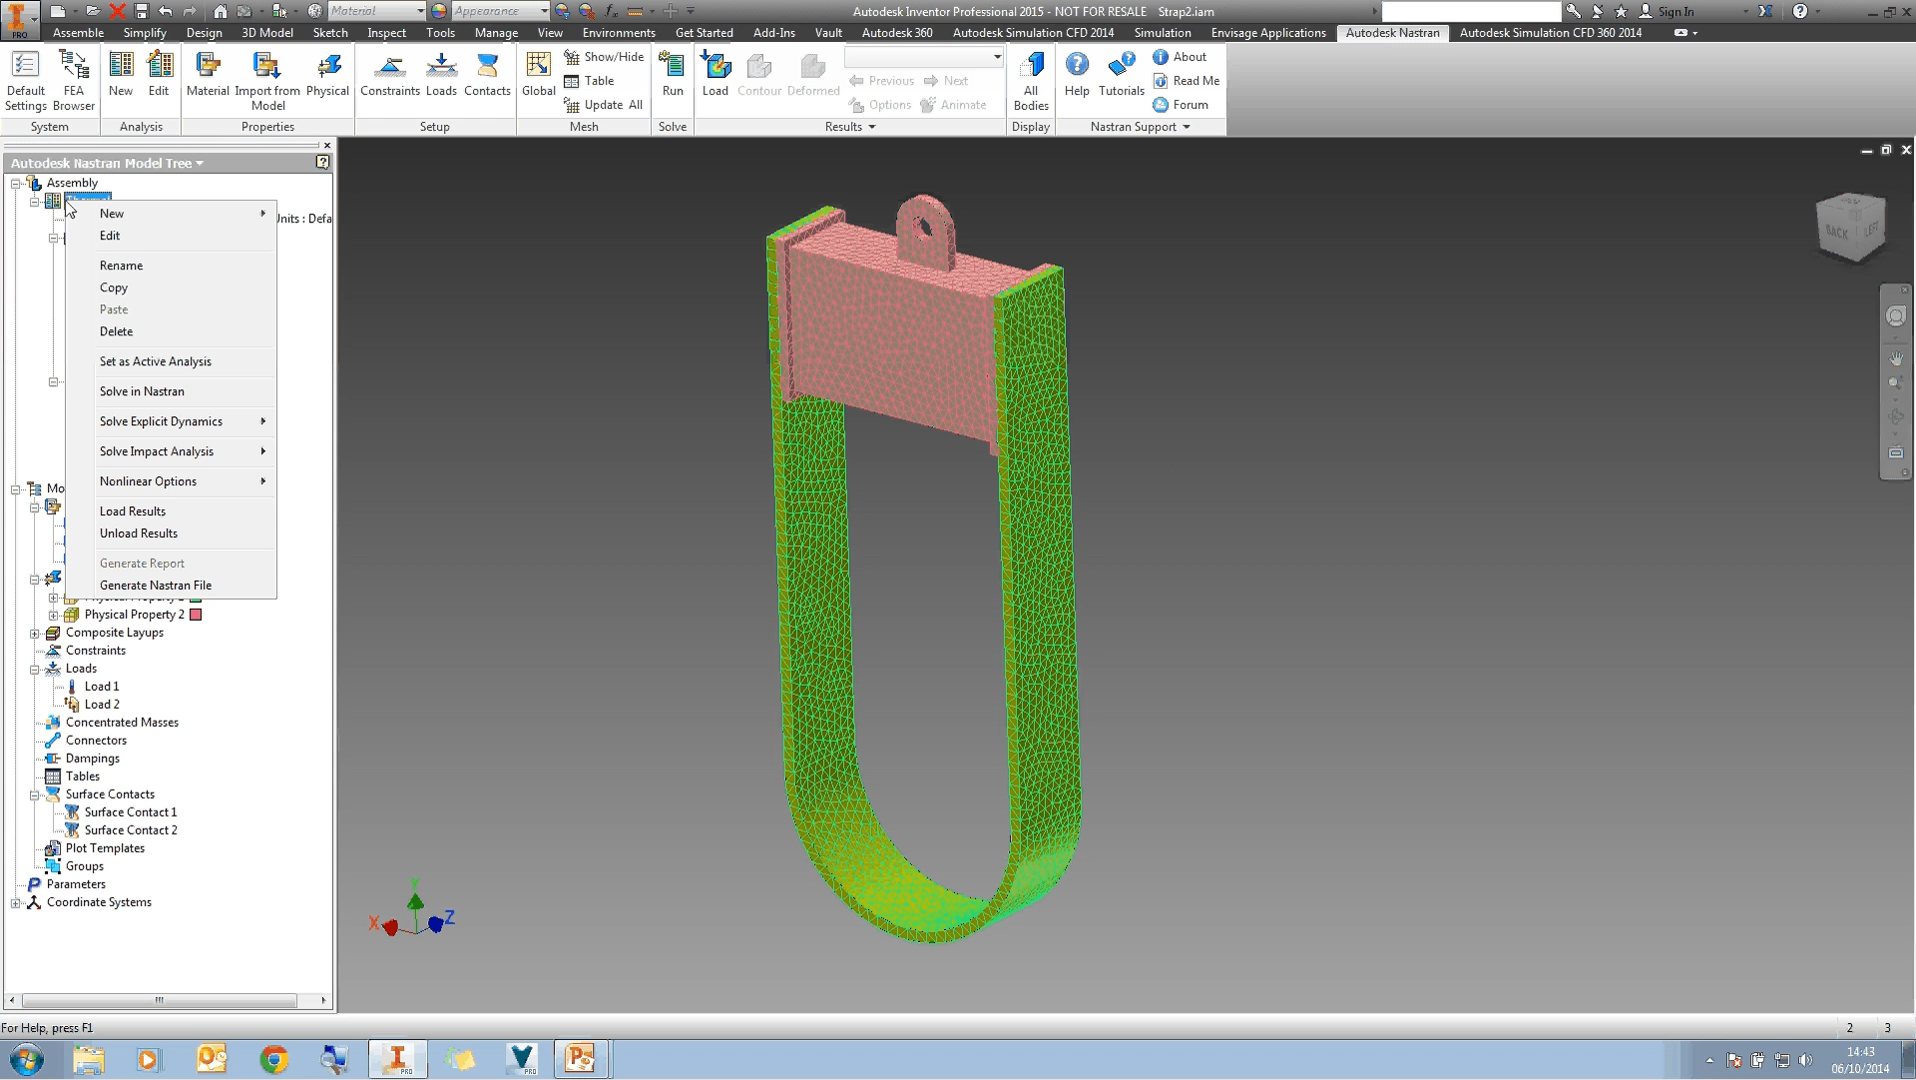 Material
Appearance
Autodesk Inventor Professional 2015 - NOT FOR RESALE Strap2.iam
Sign In
PRO
Assemble Simplify Design 3D Model Sketch Inspect Tools Manage View Environments Get Started Add-Ins Vault Autodesk 360 Autodesk Simulation CFD 2014 Simulation Envisage Applications Autodesk Nastran Autodesk Simulation CFD 360 2014
Default Settings
FEA Browser
New
Edit
Material
Import from Model
Physical
Constraints
Loads
Contacts
Global
Show/Hide
Table
Update All
Run
Load
Contour
Deformed
Previous
Next
Options
Animate
All Bodies
Help
Tutorials
About
Read Me
Forum
System Analysis Properties Setup Mesh Solve Results Display Nastran Support
Autodesk Nastran Model Tree
Assembly
Units : Defa
New
Edit
Rename
Copy
Paste
Delete
Set as Active Analysis
Solve in Nastran
Solve Explicit Dynamics
Solve Impact Analysis
Nonlinear Options
Load Results
Unload Results
Generate Report
Generate Nastran File
Mo
Physical Property 2
Composite Layups
Constraints
Loads
Load 1
Load 2
Concentrated Masses
Connectors
Dampings
Tables
Surface Contacts
Surface Contact 1
Surface Contact 2
Plot Templates
Groups
Parameters
Coordinate Systems
BACK
LEFT
Y
X
Z
For Help, press F1
2 3
PRO
PRO
14:43
06/10/2014